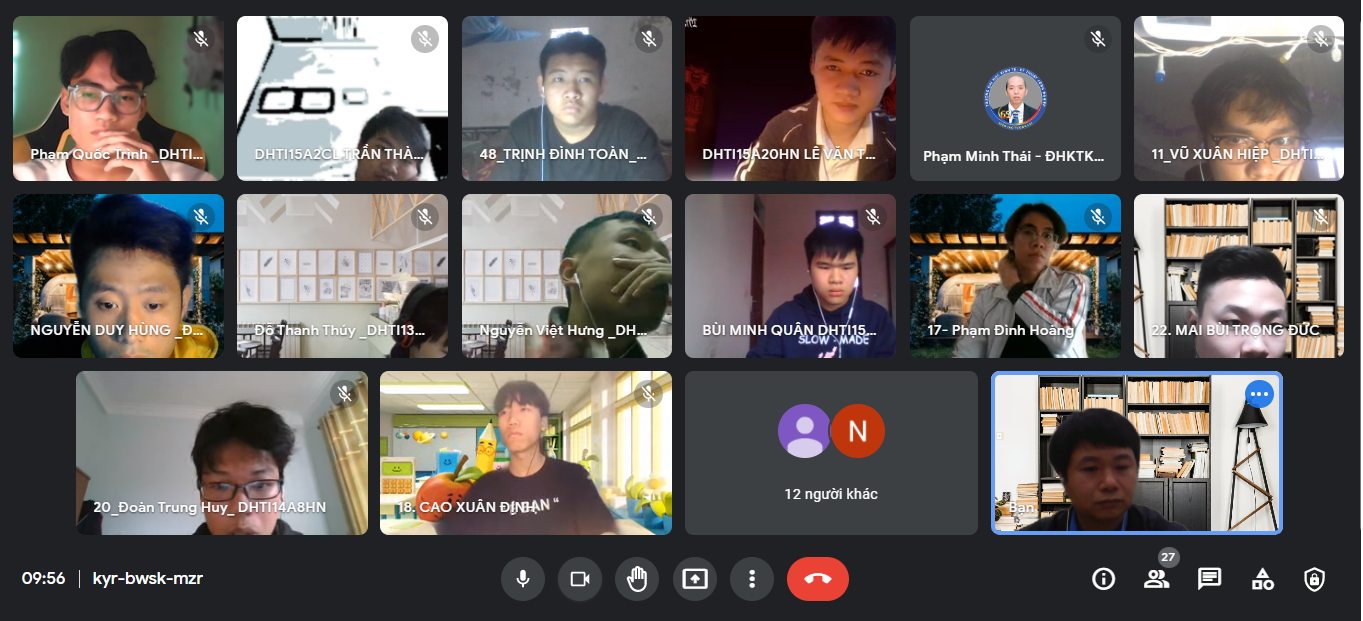 Phạm Quốc Trình _DHTI...
DHTI15A2CL TRẦN THÀ...
48_TRỊNH ĐÌNH TOÀN_...
DHTI15A20HN LÊ VĂN T...
Phạm Minh Thái - ĐHKTK...
11_VŨ XUÂN HIỆP _DHTI...
NGUYỄN DUY HÙNG _Đ...
Đỗ Thanh Thúy _DHTI13...
Nguyễn Việt Hưng _DH...
BÙI MINH QUÂN DHTI15...
SLOW - MADE
17- Phạm Đình Hoàng
22. MAI BÙI TRỌNG ĐỨC
20_Đoàn Trung Huy_ DHTI14A8HN
18. CAO XUÂN ĐỊNH
N
12 người khác
Bạn
27
09:56 | kyr-bwsk-mzr